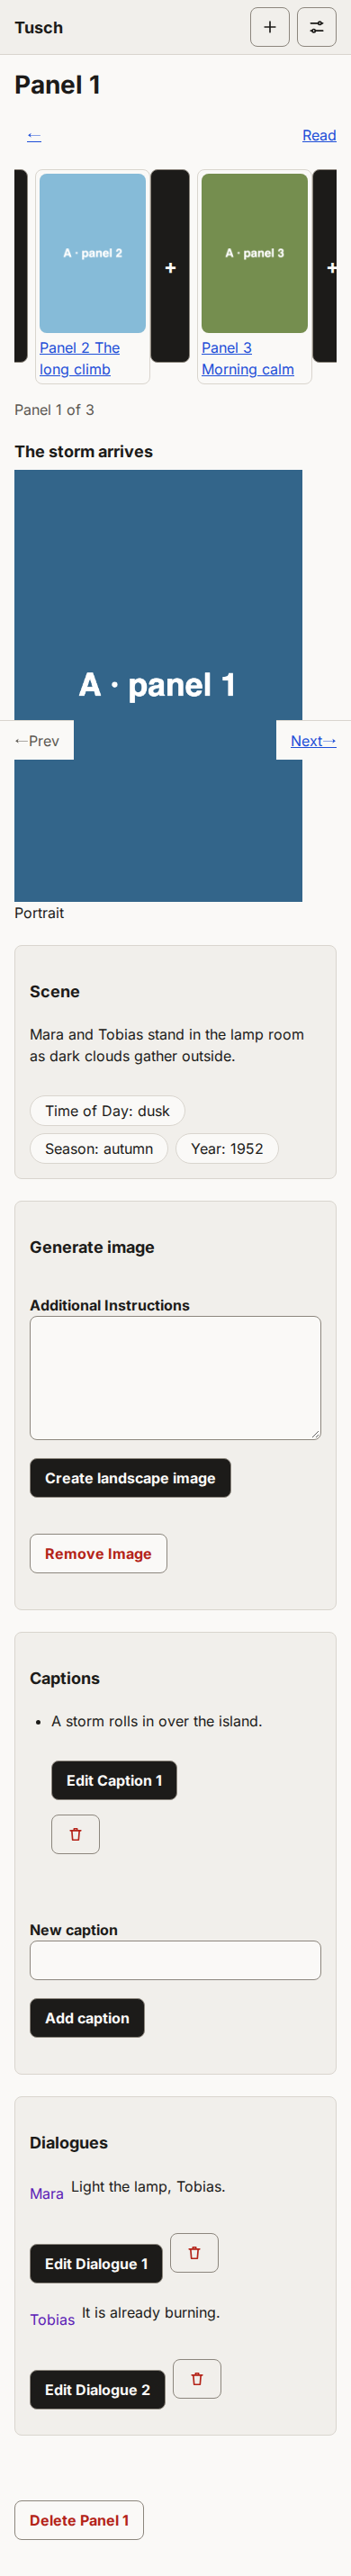 Tusch
Panel 1
←
Read
A · panel 2
+
A · panel 3
+
Panel 2 The
long climb
Panel 3
Morning calm
Panel 1 of 3
The storm arrives
A · panel 1
←Prev
Next→
Portrait
Scene
Mara and Tobias stand in the lamp room
as dark clouds gather outside.
Time of Day: dusk
Season: autumn
Year: 1952
Generate image
Additional Instructions
Create landscape image
Remove Image
Captions
• A storm rolls in over the island.
Edit Caption 1
New caption
Add caption
Dialogues
Mara Light the lamp, Tobias.
Edit Dialogue 1
Tobias It is already burning.
Edit Dialogue 2
Delete Panel 1